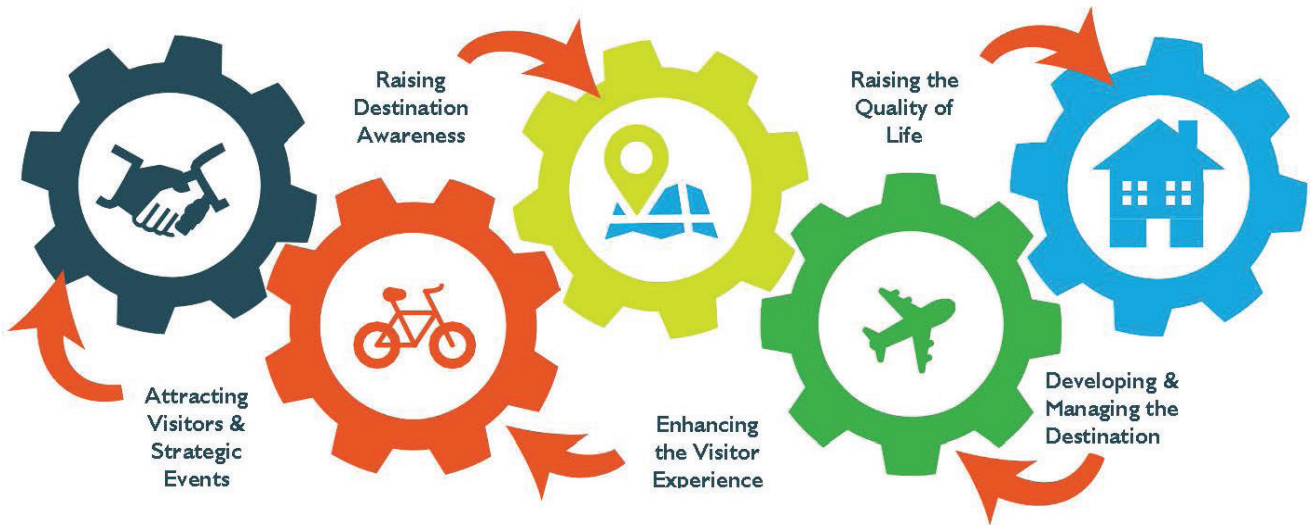 Raising
Destination
Awareness
Raising the
Quality of
Life
Attracting
Visitors &
Strategic
Events
Enhancing
the Visitor
Experience
Developing &
Managing the
Destination